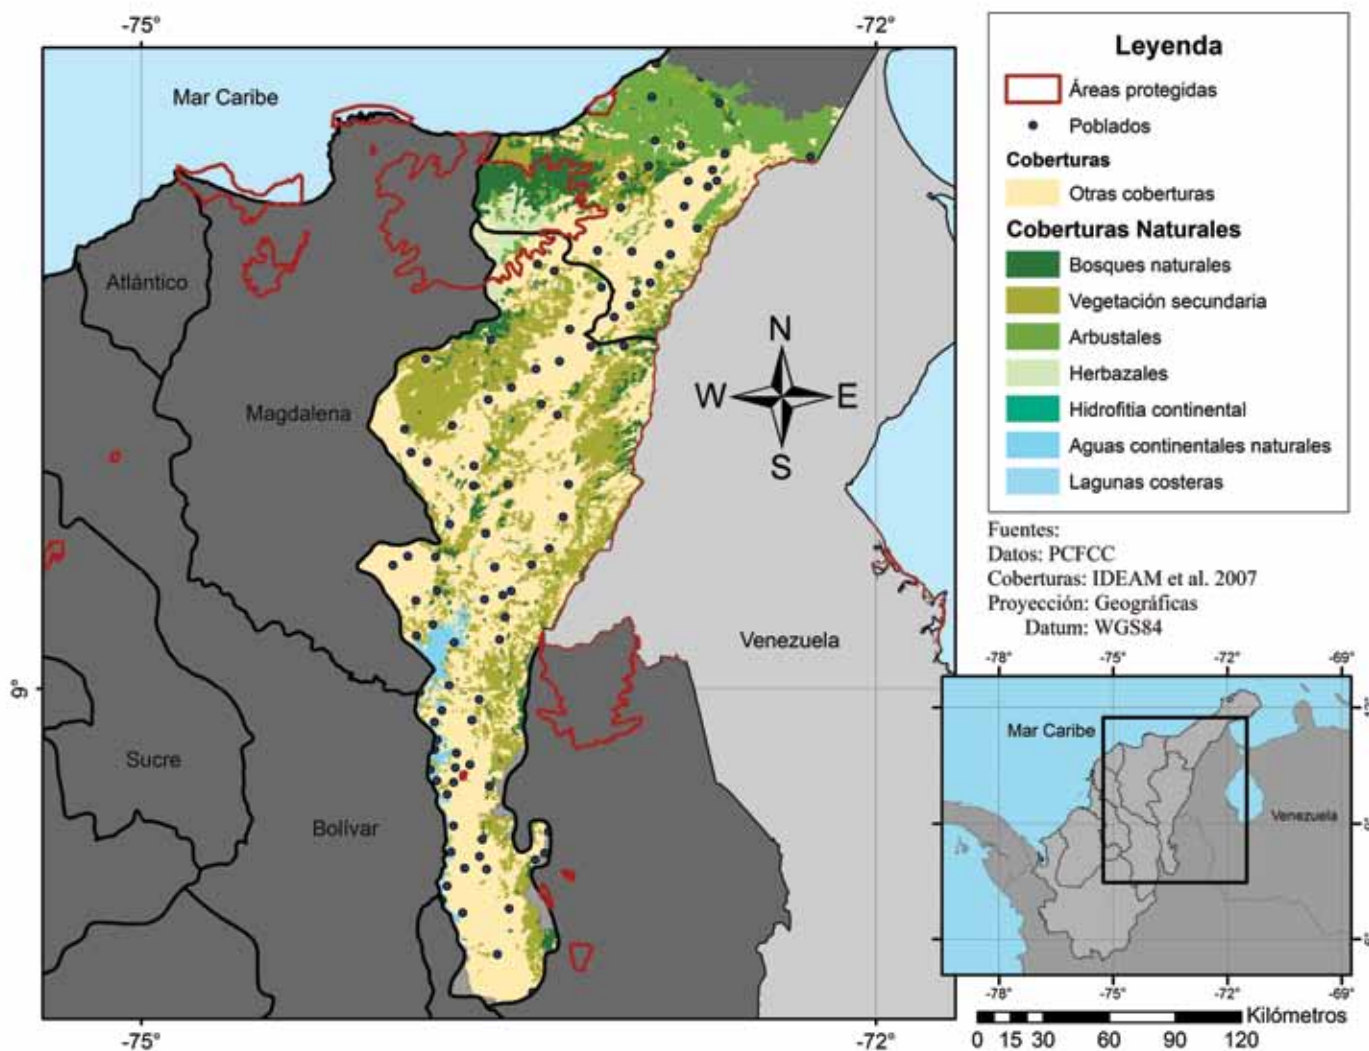 -75°
-72°
Mar Caribe
Atlántico
Magdalena
Sucre
Bolívar
Venezuela
N
W
E
S
9°
-75°
-72°
Leyenda
Áreas protegidas
Poblados
Coberturas
Otras coberturas
Coberturas Naturales
Bosques naturales
Vegetación secundaria
Arbustales
Herbazales
Hidrofitia continental
Aguas continentales naturales
Lagunas costeras
Fuentes:
Datos: PCFCC
Coberturas: IDEAM et al. 2007
Proyección: Geográficas
Datum: WGS84
-78°
-75°
-72°
-69°
Mar Caribe
Venezuela
-78°
-75°
-72°
-69°
Kilómetros
0 15 30 60 90 120